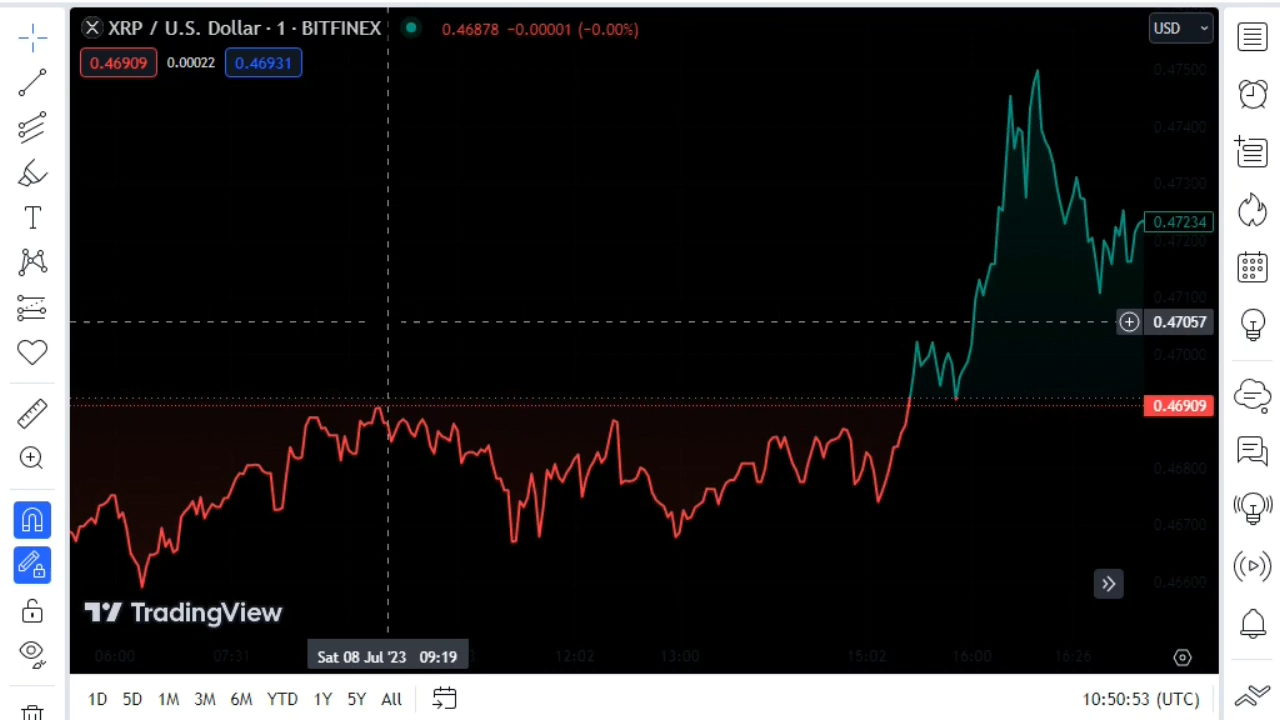 XRP / U.S. Dollar · 1 · BITFINEX 0.46878 −0.00001 (−0.00%)
USD
0.46909 0.00022 0.46931
0.47500
0.47400
0.47300
0.47234
0.47200
0.47100
0.47057
0.47000
0.46909
0.46800
0.46700
0.46600
TradingView
06:00 07:31 Sat 08 Jul '23 09:19 12:02 13:00 15:02 16:00 16:26
1D 5D 1M 3M 6M YTD 1Y 5Y All 10:50:53 (UTC)